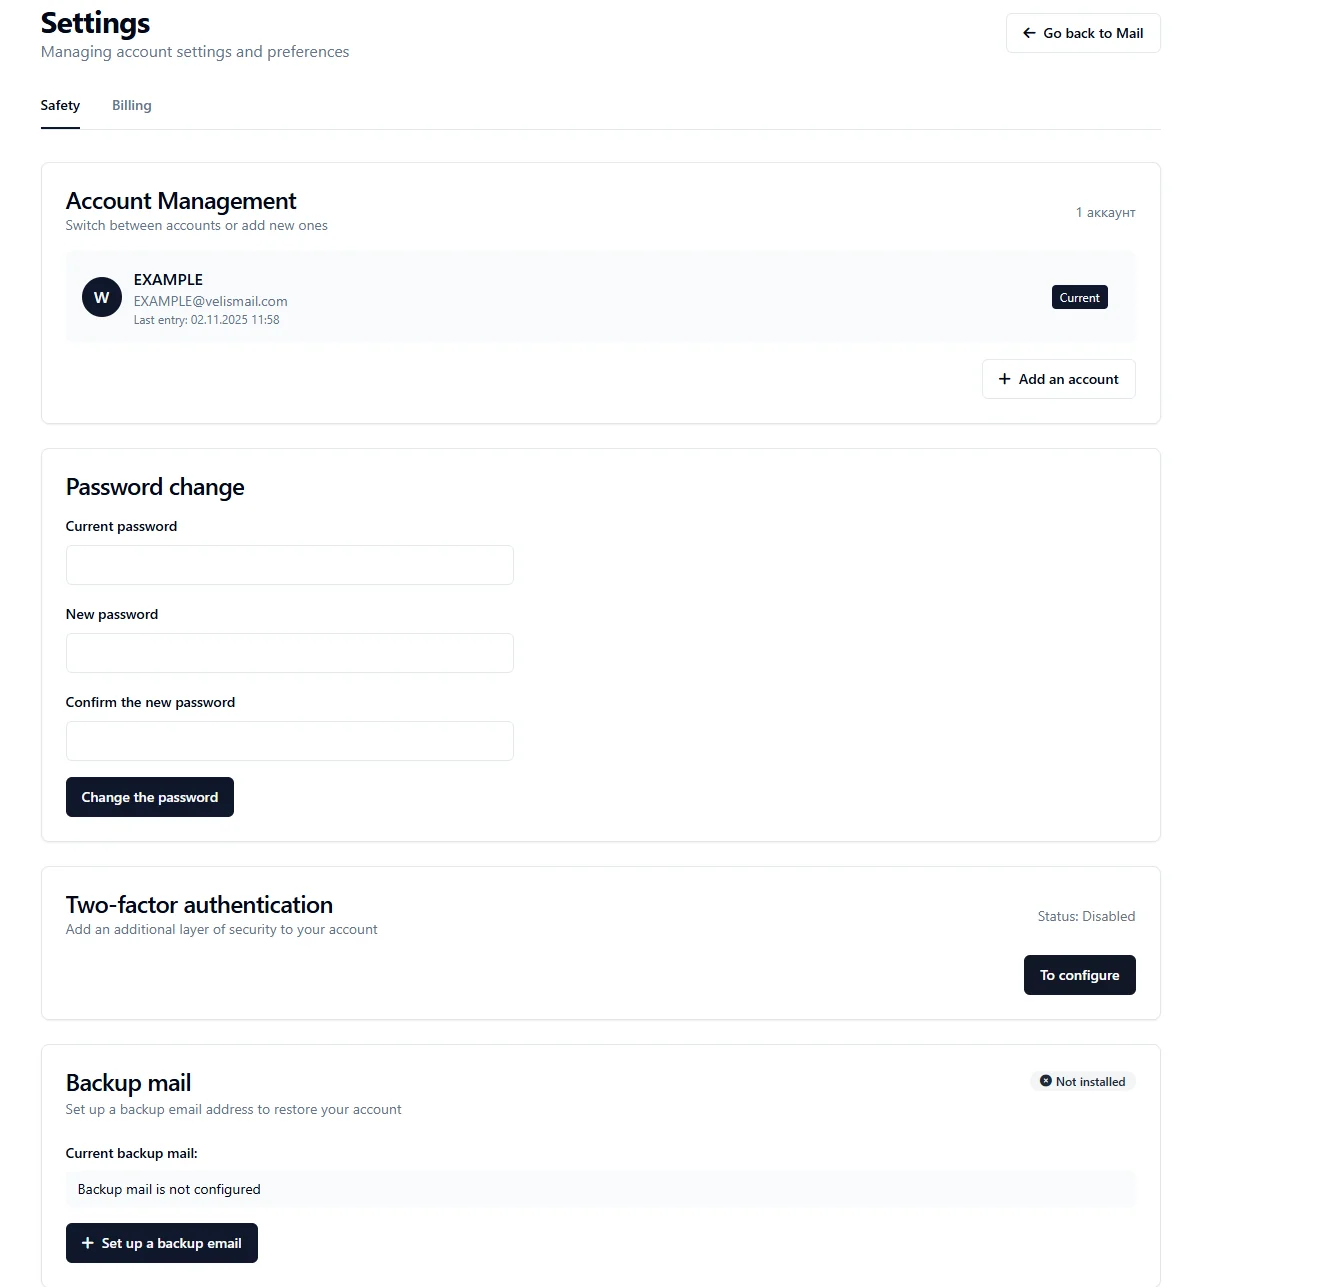 Settings
Managing account settings and preferences
← Go back to Mail
Safety
Billing
Account Management
Switch between accounts or add new ones
1 аккаунт
W
EXAMPLE
EXAMPLE@velismail.com
Last entry: 02.11.2025 11:58
Current
+ Add an account
Password change
Current password
New password
Confirm the new password
Change the password
Two-factor authentication
Add an additional layer of security to your account
Status: Disabled
To configure
Backup mail
Set up a backup email address to restore your account
Not installed
Current backup mail:
Backup mail is not configured
+ Set up a backup email